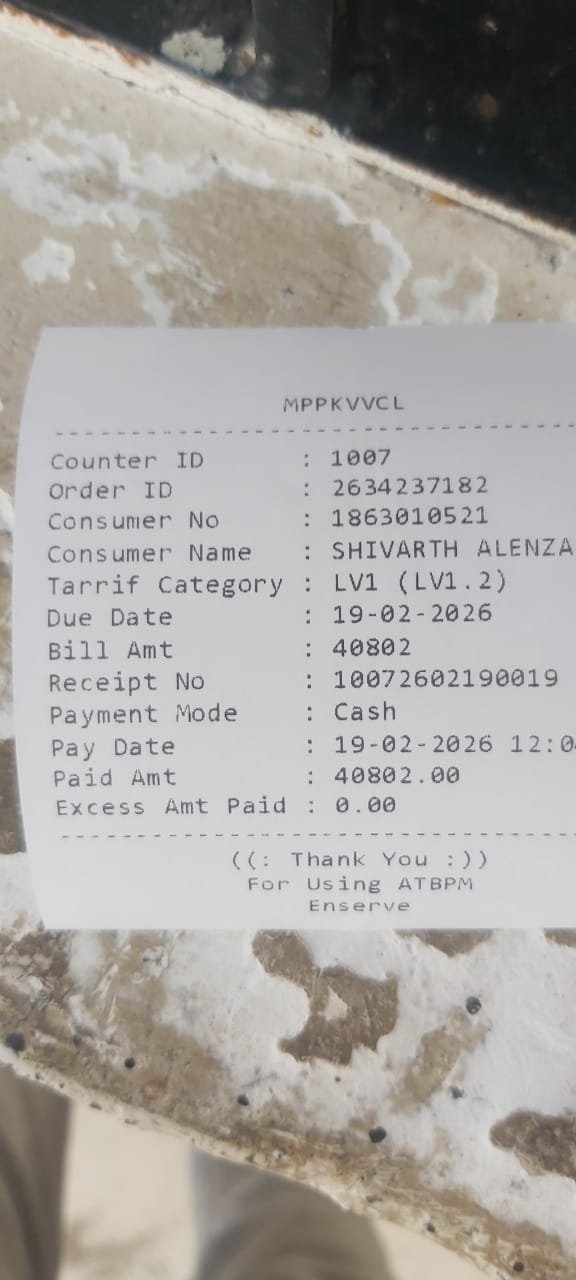 MPPKVVCL
Counter ID : 1007
Order ID : 2634237182
Consumer No : 1863010521
Consumer Name : SHIVARTH ALENZA
Tarrif Category : LV1 (LV1.2)
Due Date : 19-02-2026
Bill Amt : 40802
Receipt No : 10072602190019
Payment Mode : Cash
Pay Date : 19-02-2026
Paid Amt : 40802.00
Excess Amt Paid : 0.00
((: Thank You :))
For Using ATBPM
Enserve